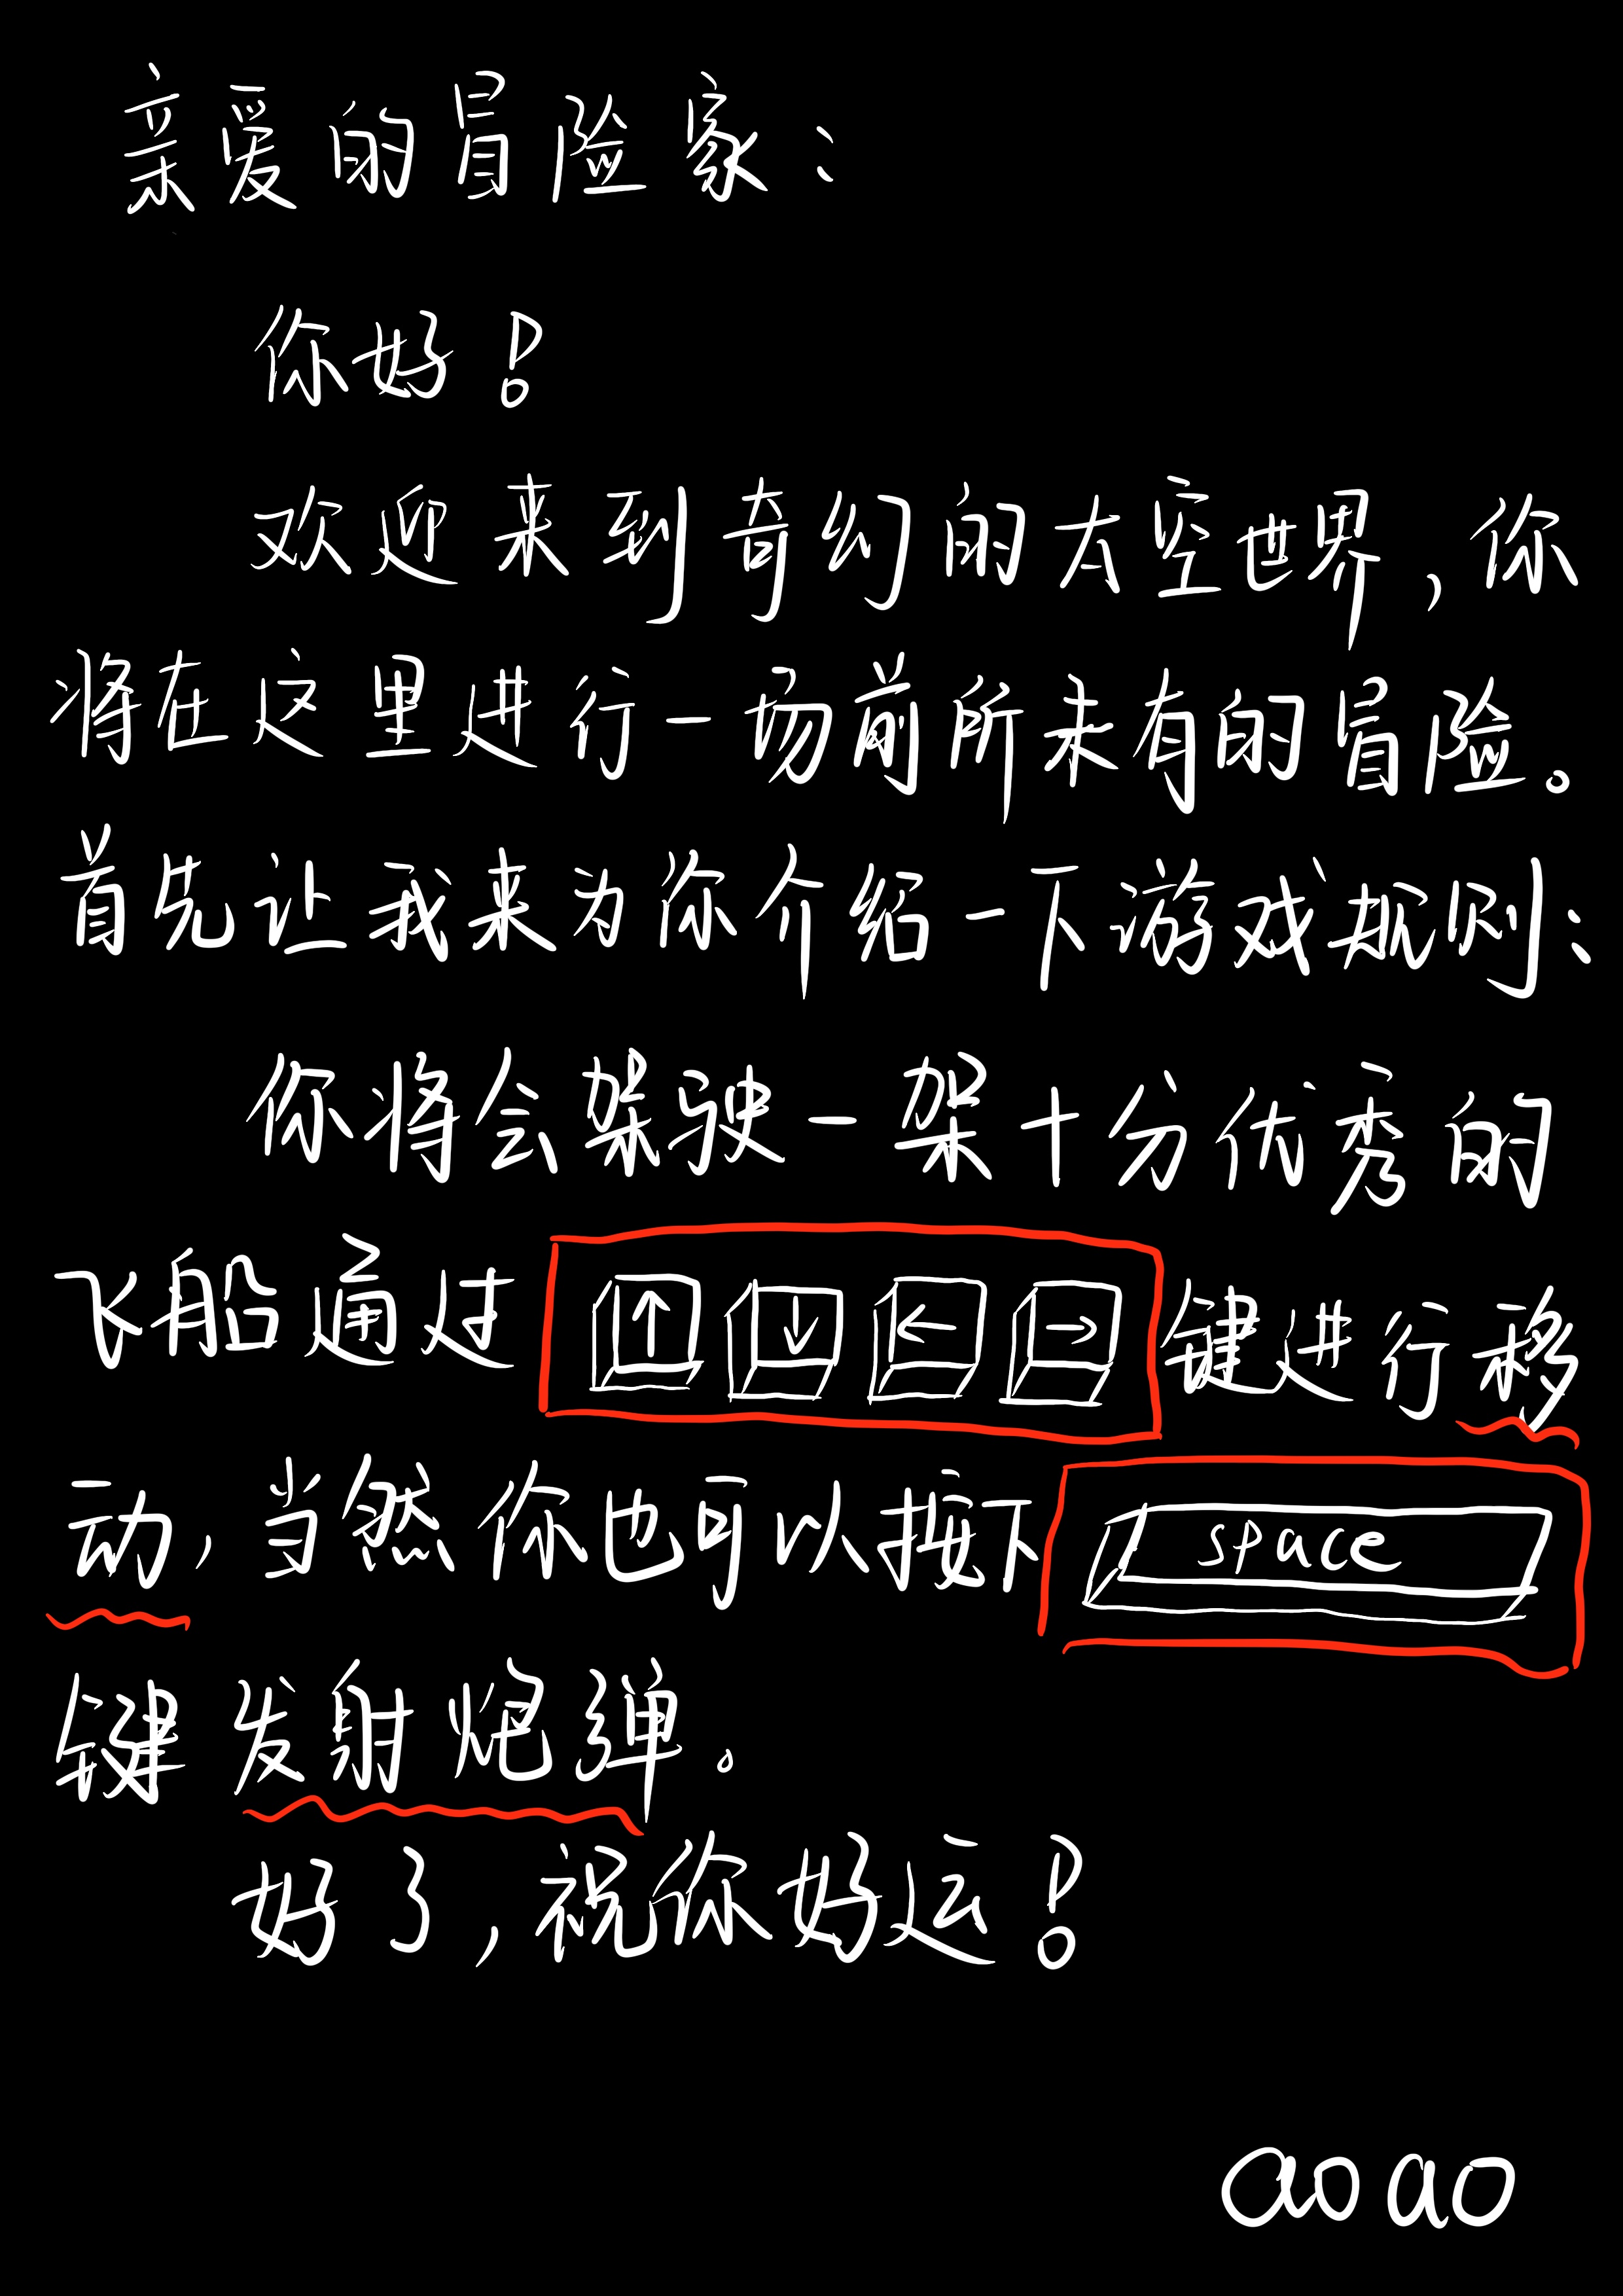 亲爱的冒险家：
你好！
欢迎来到奇幻的太空世界，你
将在这里进行一场前所未有的冒险。
首先让我来为你介绍一下游戏规则：
你将会驾驶一架十分优秀的
飞船通过↑↓←→键进行移
动，当然你也可以按下 space
键发射炮弹。
好了，祝你好运！
aoao